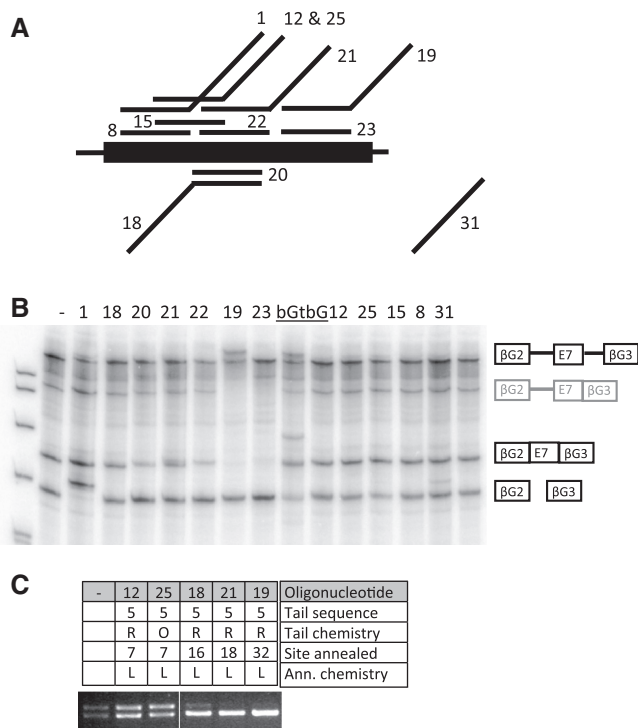 A
1 12 & 25
21
19
15
22
8
23
20
18
31
B
- 1 18 20 21 22 19 23 bGtbG 12 25 15 8 31
βG2 E7 βG3
βG2 E7 βG3
βG2 E7 βG3
βG2 βG3
C
- 12 25 18 21 19 Oligonucleotide
5 5 5 5 5 Tail sequence
R O R R R Tail chemistry
7 7 16 18 32 Site annealed
L L L L L Ann. chemistry